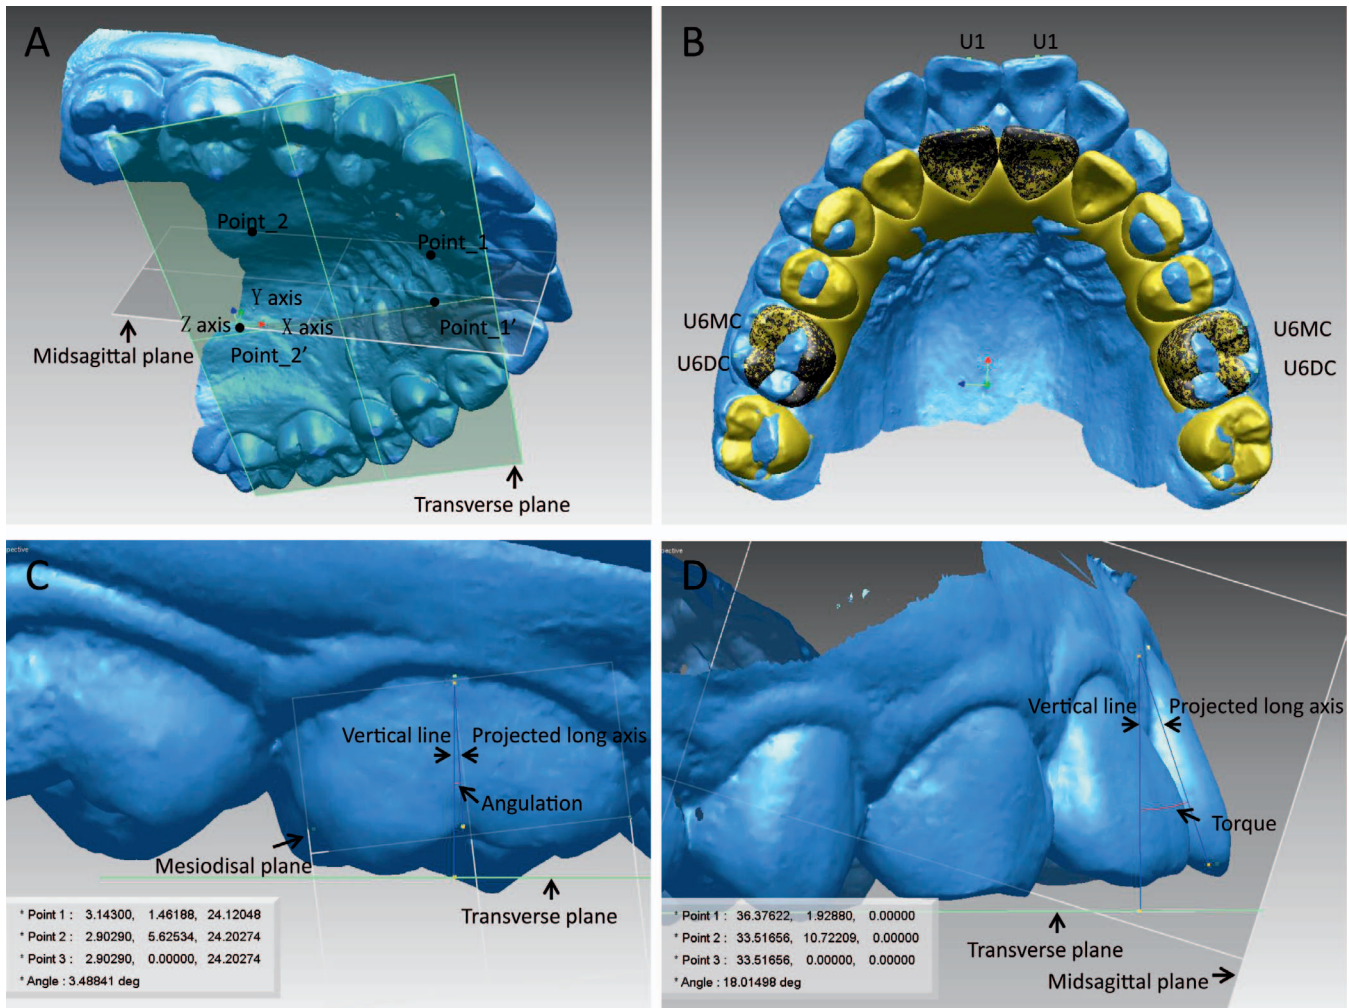 A
Point_2
Point_1
Y axis
Z axis
X axis
Point_1'
Midsagittal plane
Point_2'
Transverse plane
B
U1
U1
U6MC
U6MC
U6DC
U6DC
pective
C
Vertical line
Projected long axis
Angulation
Mesiodisal plane
Transverse plane
* Point 1 : 3.14300, 1.46188, 24.12048
* Point 2 : 2.90290, 5.62534, 24.20274
* Point 3 : 2.90290, 0.00000, 24.20274
* Angle : 3.48841 deg
pective
D
Vertical line
Projected long axis
Torque
Transverse plane
Midsagittal plane
* Point 1 : 36.37622, 1.92880, 0.00000
* Point 2 : 33.51656, 10.72209, 0.00000
* Point 3 : 33.51656, 0.00000, 0.00000
* Angle : 18.01498 deg